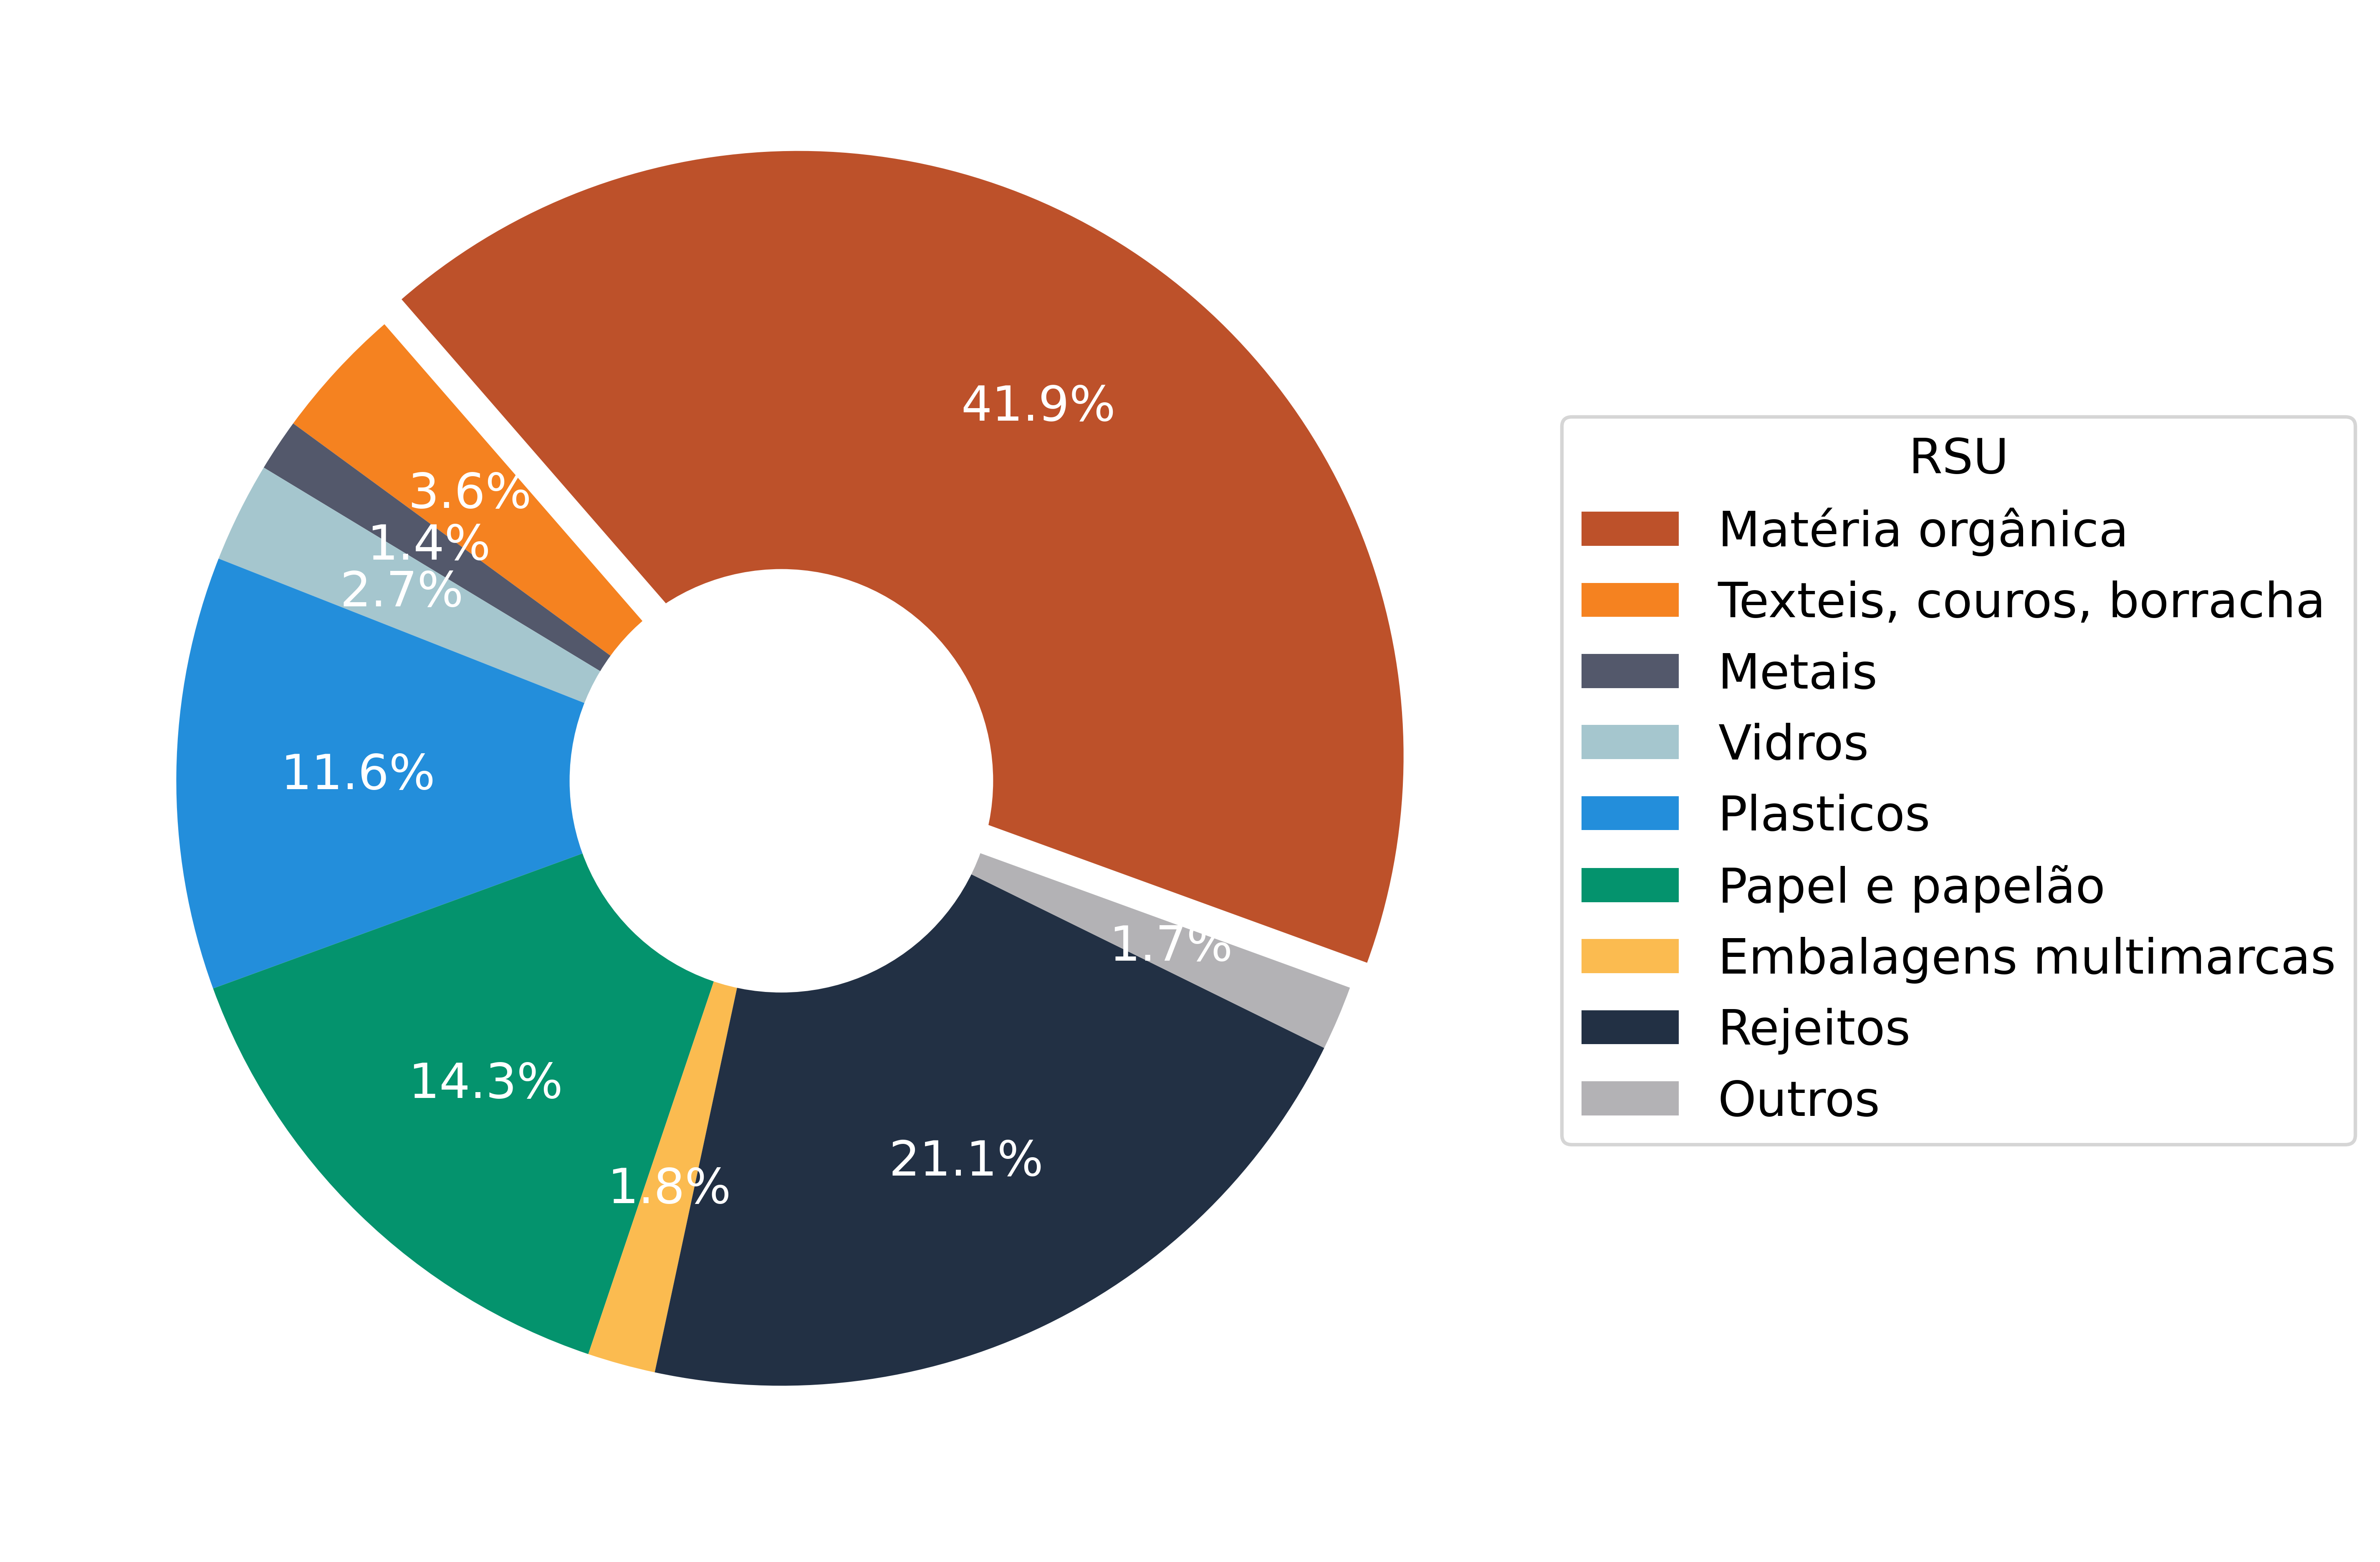 41.9%
3.6%
1.4%
2.7%
11.6%
14.3%
1.8%
21.1%
1.7%
RSU
Matéria orgânica
Texteis, couros, borracha
Metais
Vidros
Plasticos
Papel e papelão
Embalagens multimarcas
Rejeitos
Outros